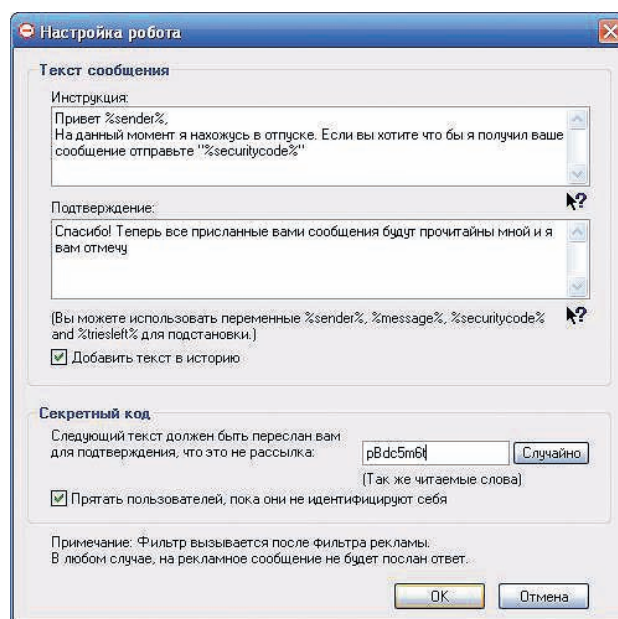 Настройка робота
Текст сообщения
Инструкция:
Привет %sender%,
На данный момент я нахожусь в отпуске. Если вы хотите что бы я получил ваше
сообщение отправьте "%securitycode%"
Подтверждение:
Спасибо! Теперь все присланные вами сообщения будут прочитайны мной и я
вам отмечу
(Вы можете использовать переменные %sender%, %message%, %securitycode%
and %triesleft% для подстановки.)
Добавить текст в историю
Секретный код
Следующий текст должен быть переслан вам
для подтверждения, что это не рассылка:
pBdc5m6t
Случайно
(Так же читаемые слова)
Прятать пользователей, пока они не идентифицируют себя
Примечание: Фильтр вызывается после фильтра рекламы.
В любом случае, на рекламное сообщение не будет послан ответ.
OK
Отмена